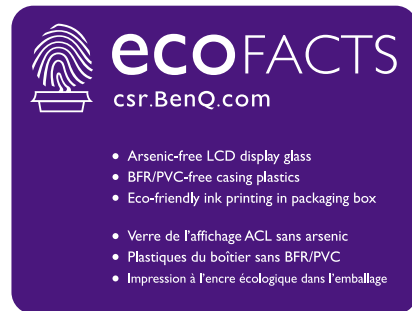 ecoFACTS
csr.BenQ.com
• Arsenic-free LCD display glass
• BFR/PVC-free casing plastics
• Eco-friendly ink printing in packaging box
• Verre de l'affichage ACL sans arsenic
• Plastiques du boîtier sans BFR/PVC
• Impression à l'encre écologique dans l'emballage